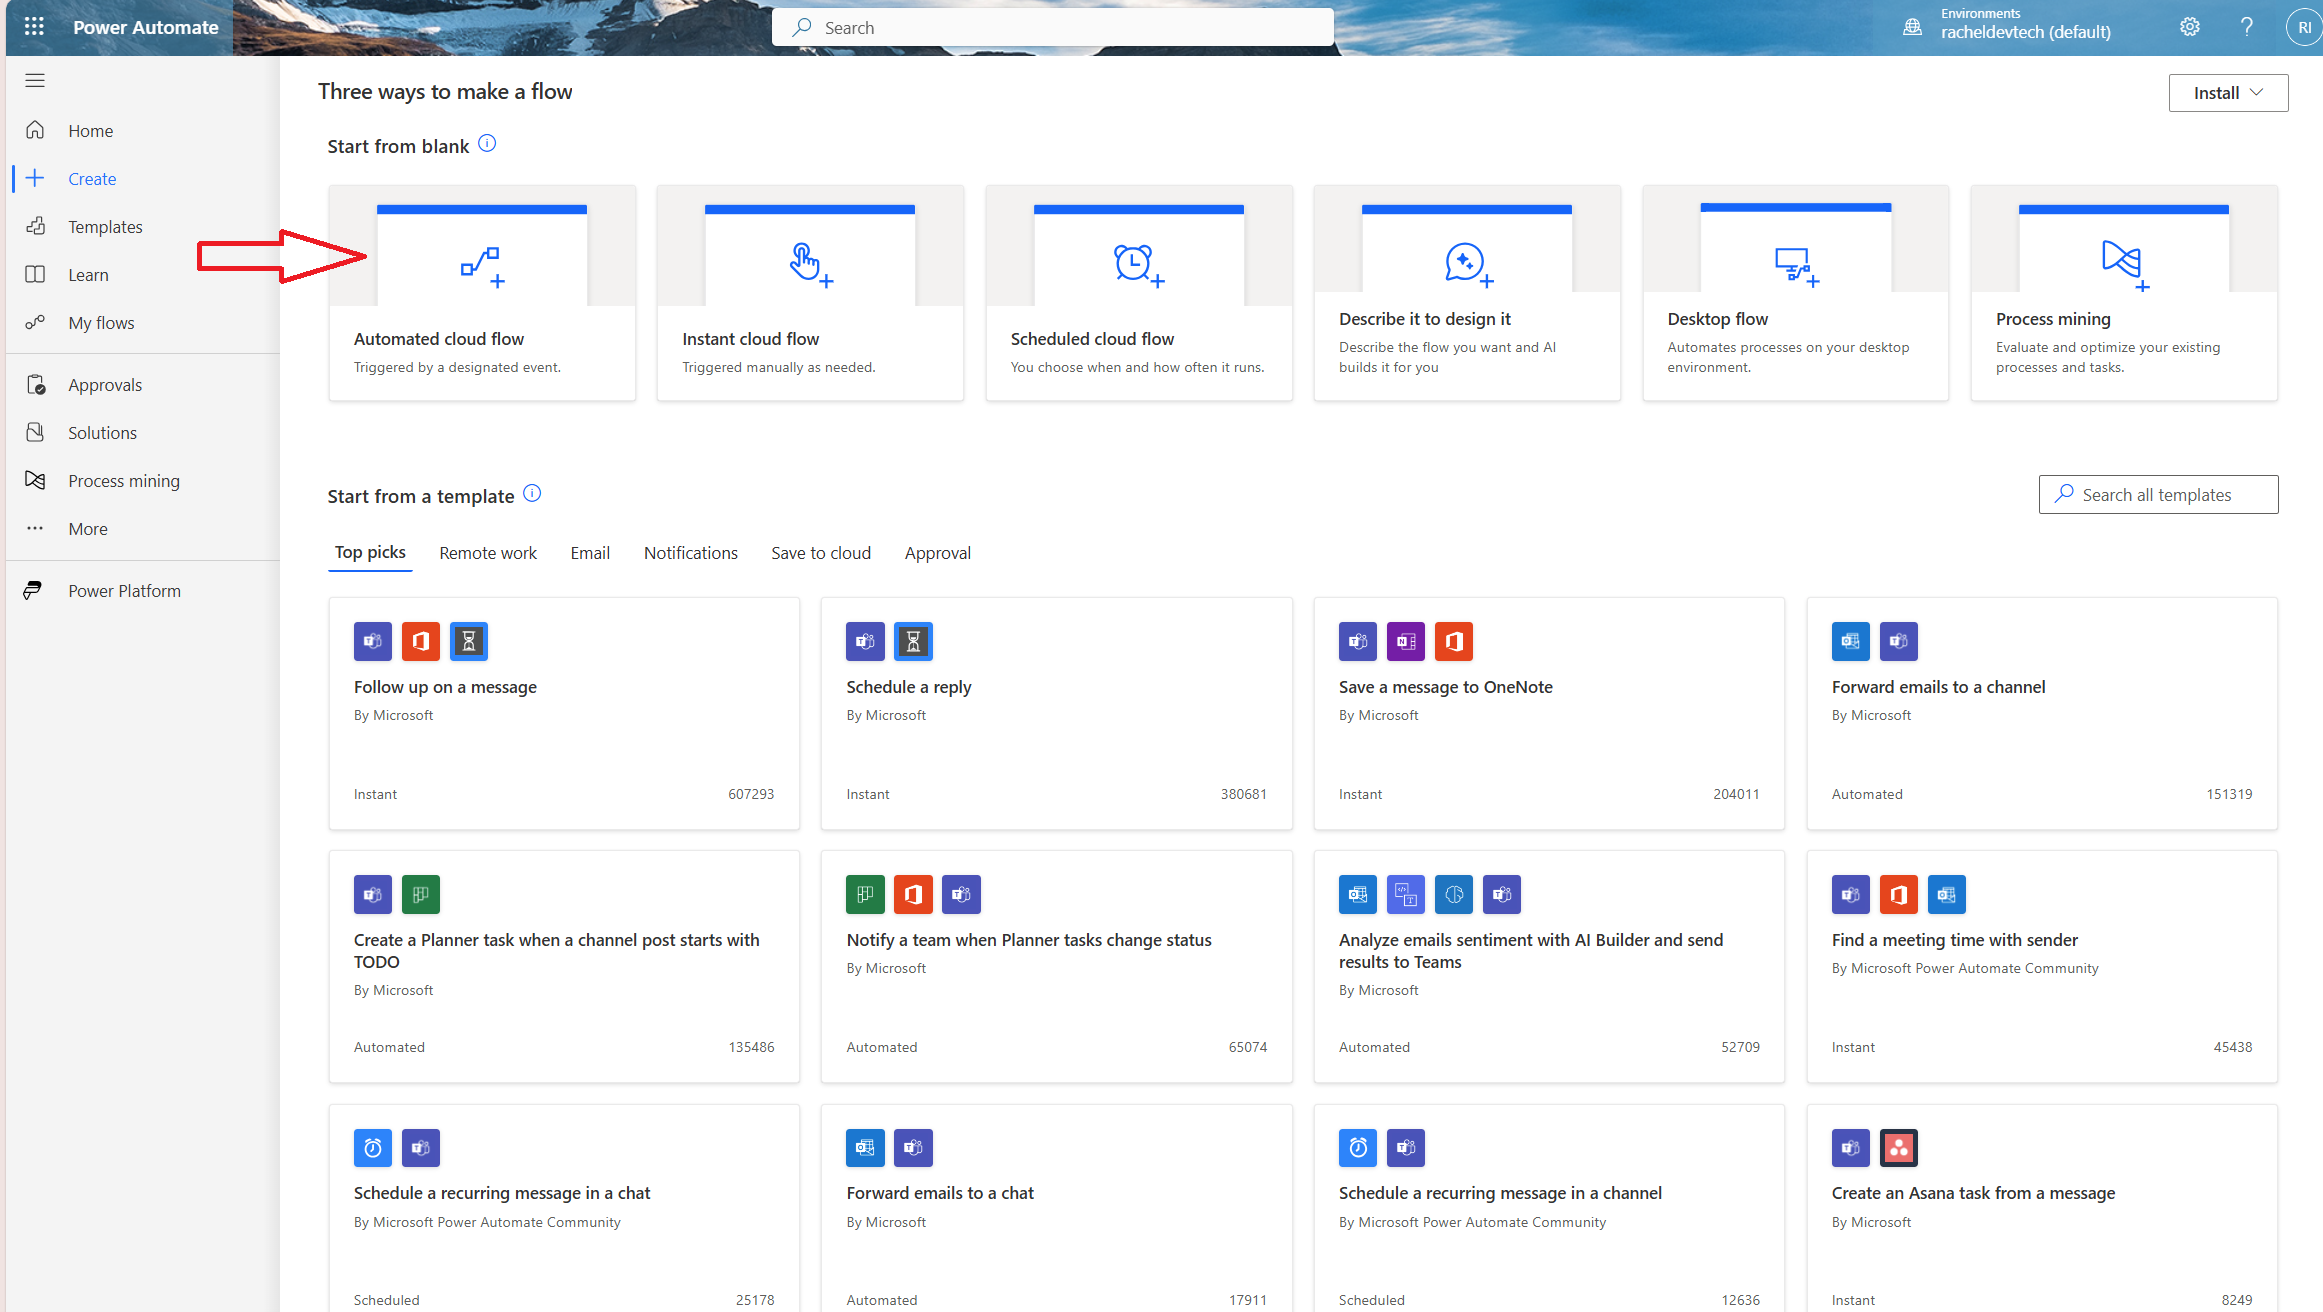 Power Automate
Search
Environments
racheldevtech (default)
RI
Home
Create
Templates
Learn
My flows
Approvals
Solutions
Process mining
More
Power Platform
Three ways to make a flow
Install
Start from blank
Automated cloud flow
Triggered by a designated event.
Instant cloud flow
Triggered manually as needed.
Scheduled cloud flow
You choose when and how often it runs.
Describe it to design it
Describe the flow you want and AI
builds it for you
Desktop flow
Automates processes on your desktop
environment.
Process mining
Evaluate and optimize your existing
processes and tasks.
Start from a template
Search all templates
Top picks Remote work Email Notifications Save to cloud Approval
Follow up on a message
By Microsoft
Instant 607293
Schedule a reply
By Microsoft
Instant 380681
Save a message to OneNote
By Microsoft
Instant 204011
Forward emails to a channel
By Microsoft
Automated 151319
Create a Planner task when a channel post starts with
TODO
By Microsoft
Automated 135486
Notify a team when Planner tasks change status
By Microsoft
Automated 65074
Analyze emails sentiment with AI Builder and send
results to Teams
By Microsoft
Automated 52709
Find a meeting time with sender
By Microsoft Power Automate Community
Instant 45438
Schedule a recurring message in a chat
By Microsoft Power Automate Community
Scheduled 25178
Forward emails to a chat
By Microsoft
Automated 17911
Schedule a recurring message in a channel
By Microsoft Power Automate Community
Scheduled 12636
Create an Asana task from a message
By Microsoft
Instant 8249